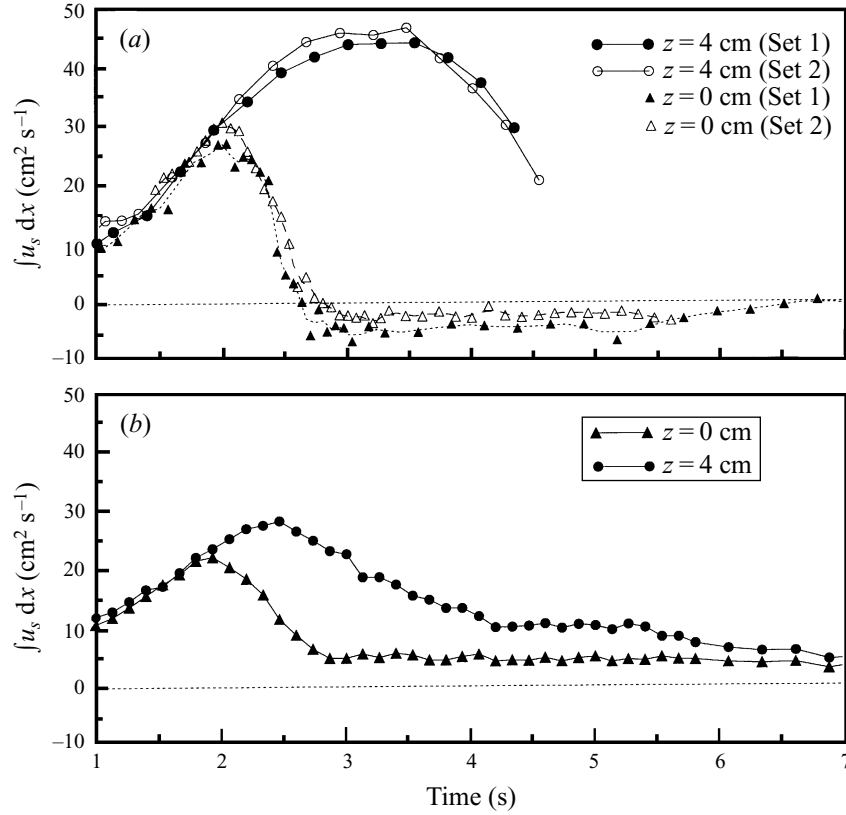 50
40
30
20
10
0
–10
∫u_s dx (cm² s⁻¹)
(a)
z = 4 cm (Set 1)
z = 4 cm (Set 2)
z = 0 cm (Set 1)
z = 0 cm (Set 2)
50
40
30
20
10
0
–10
∫u_s dx (cm² s⁻¹)
(b)
z = 0 cm
z = 4 cm
1 2 3 4 5 6 7
Time (s)